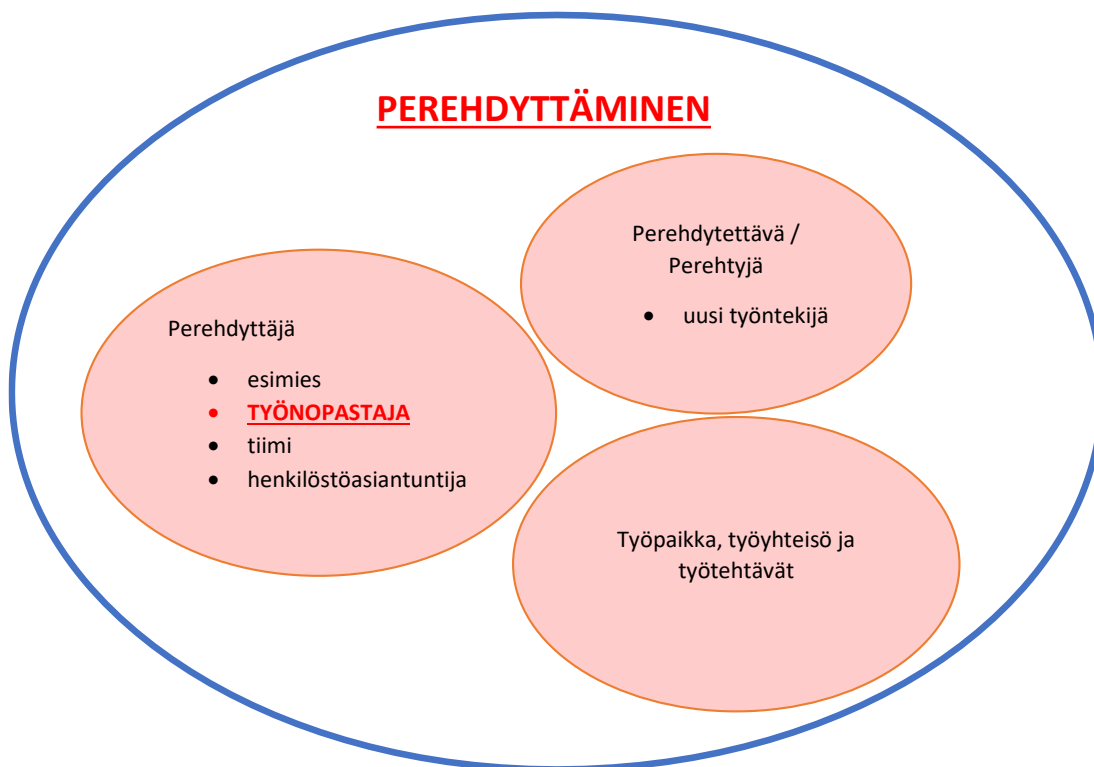 PEREHDYTTÄMINEN
Perehdytettävä /
Perehtyjä
• uusi työntekijä
Perehdyttäjä
• esimies
• TYÖNOPASTAJA
• tiimi
• henkilöstöasiantuntija
Työpaikka, työyhteisö ja
työtehtävät